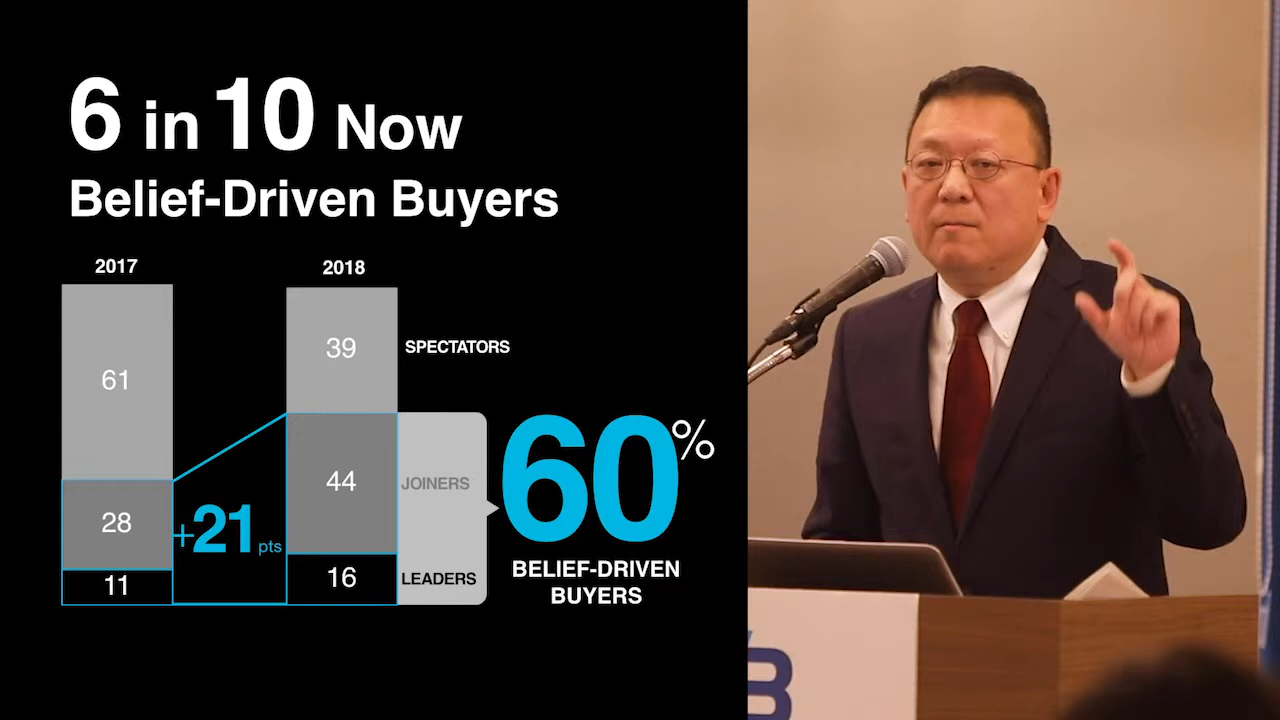 6 in 10 Now
Belief-Driven Buyers
2017
2018
61
39
SPECTATORS
28
+21 pts
44
JOINERS
60%
11
16
LEADERS
BELIEF-DRIVEN
BUYERS
B